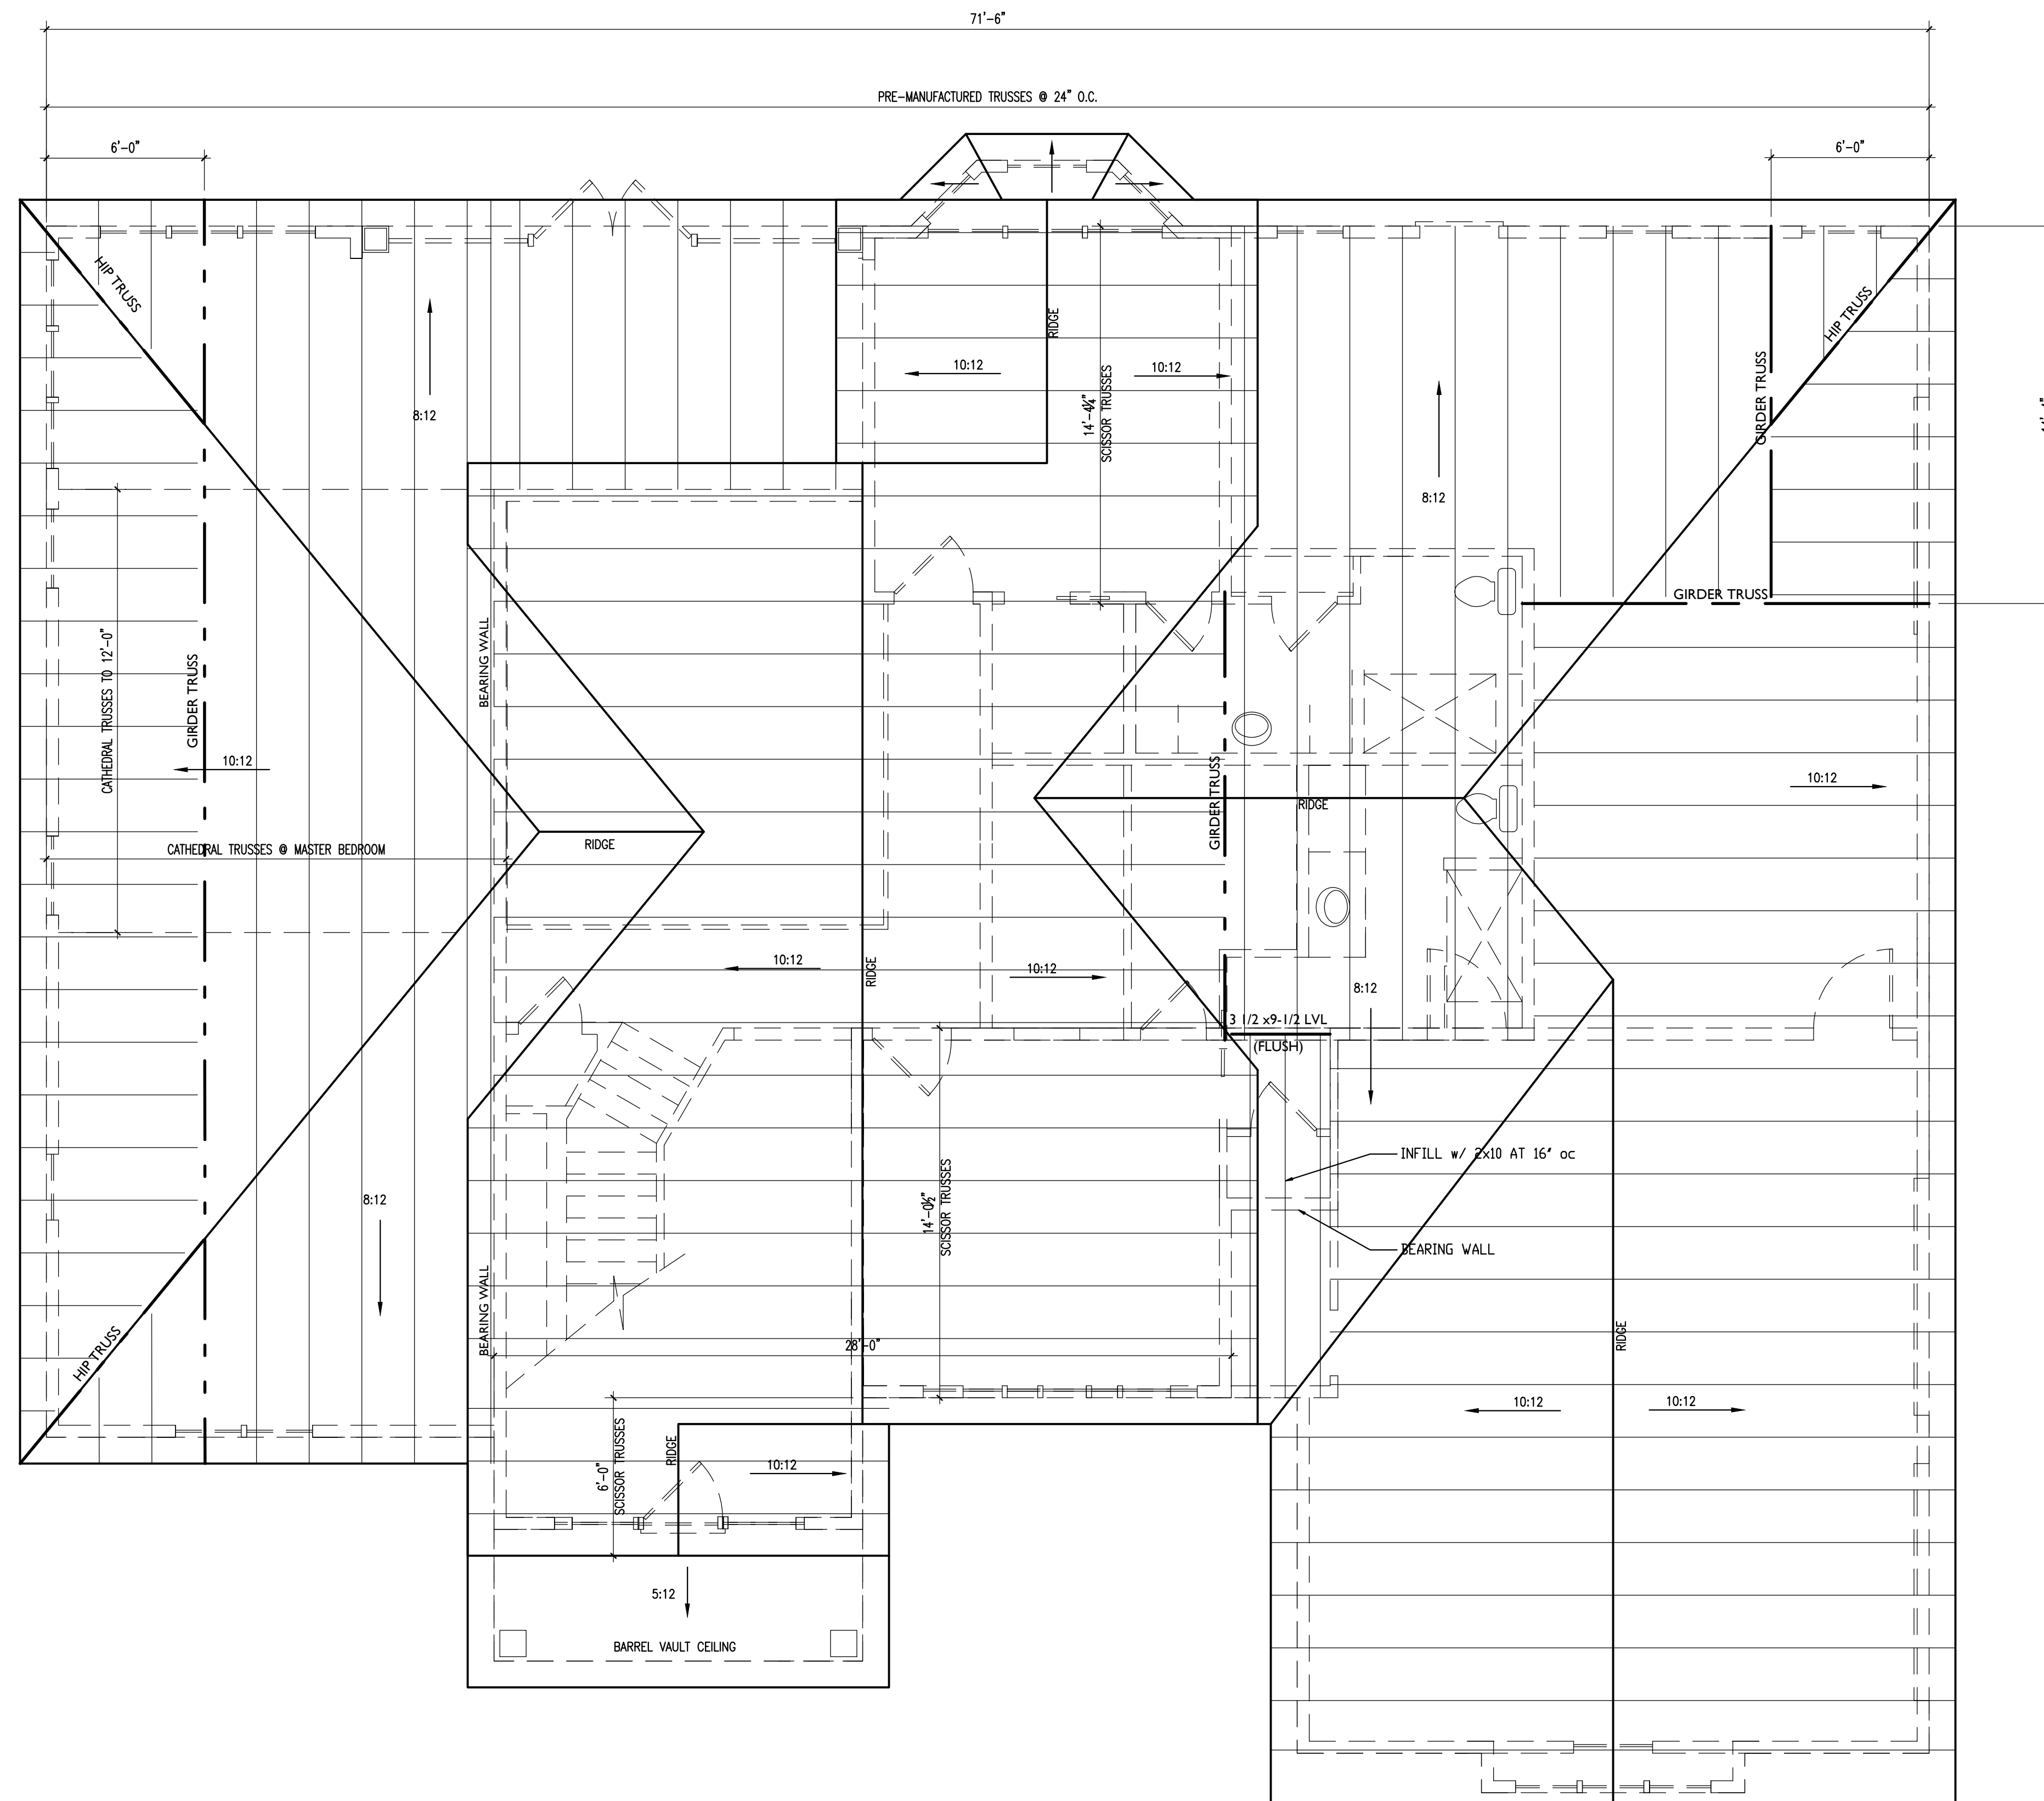 71'-6"
PRE-MANUFACTURED TRUSSES @ 24" O.C.
6'-0"
6'-0"
HIP TRUSS
HIP TRUSS
RIDGE
10:12
10:12
14'-4¼"
SCISSOR TRUSSES
8:12
GIRDER TRUSS
8:12
GIRDER TRUSS
BEARING WALL
CATHEDRAL TRUSSES TO 12'-0"
GIRDER TRUSS
10:12
GIRDER TRUSS
10:12
RIDGE
RIDGE
CATHEDRAL TRUSSES @ MASTER BEDROOM
10:12
RIDGE
10:12
8:12
3 1/2 x9-1/2 LVL
(FLUSH)
INFILL w/ 2x10 AT 16" oc
8:12
14'-0½"
SCISSOR TRUSSES
BEARING WALL
BEARING WALL
28'-0"
RIDGE
HIP TRUSS
10:12
10:12
6'-0"
SCISSOR TRUSSES
RIDGE
10:12
5:12
BARREL VAULT CEILING